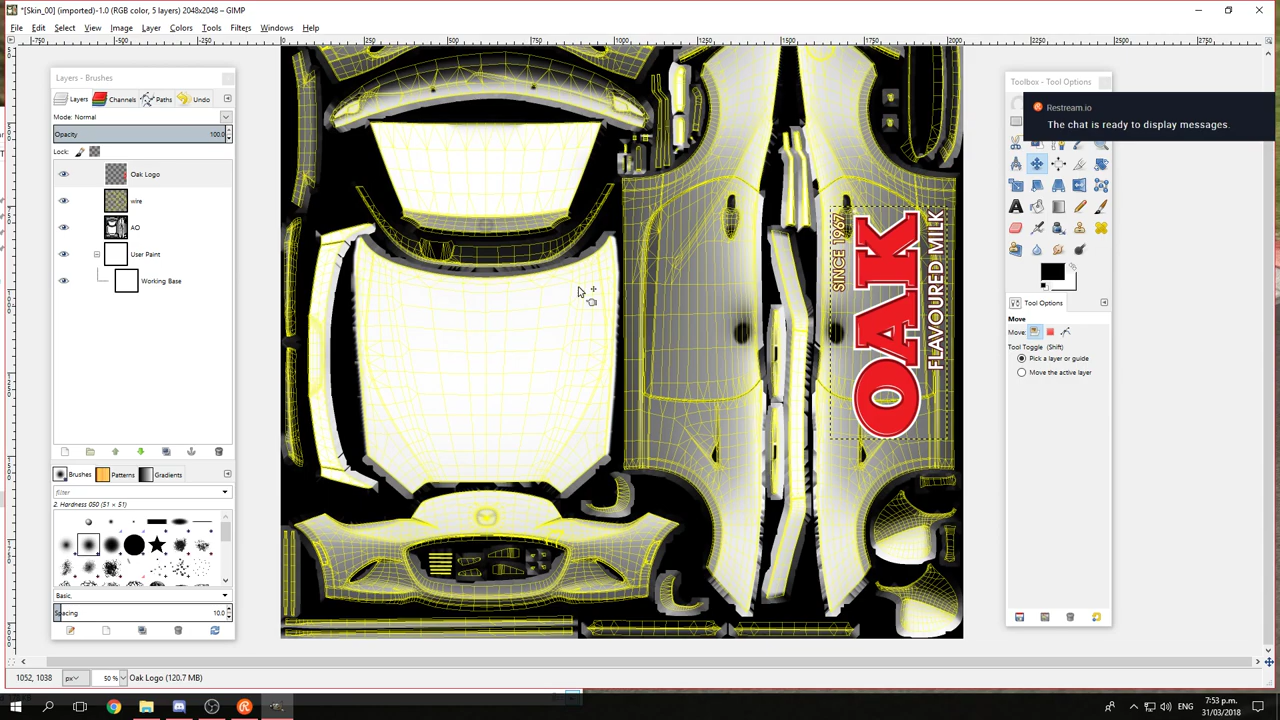 *[Skin_00] (imported)-1.0 (RGB color, 5 layers) 2048x2048 – GIMP
File Edit Select View Image Layer Colors Tools Filters Windows Help
Layers - Brushes
Layers Channels Paths Undo
Mode: Normal
Opacity 100.0
Lock:
Oak Logo
wire
AO
User Paint
Working Base
Brushes Patterns Gradients
filter
2. Hardness 050 (51 × 51)
Basic,
Spacing 10.0
SINCE 1967
OAK
FLAVOURED MILK
Toolbox - Tool Options
Restream.io
The chat is ready to display messages.
Tool Options
Move
Move:
Tool Toggle (Shift)
Pick a layer or guide
Move the active layer
1052, 1038 px 50 % Oak Logo (120.7 MB)
ENG
7:53 p.m.
31/03/2018